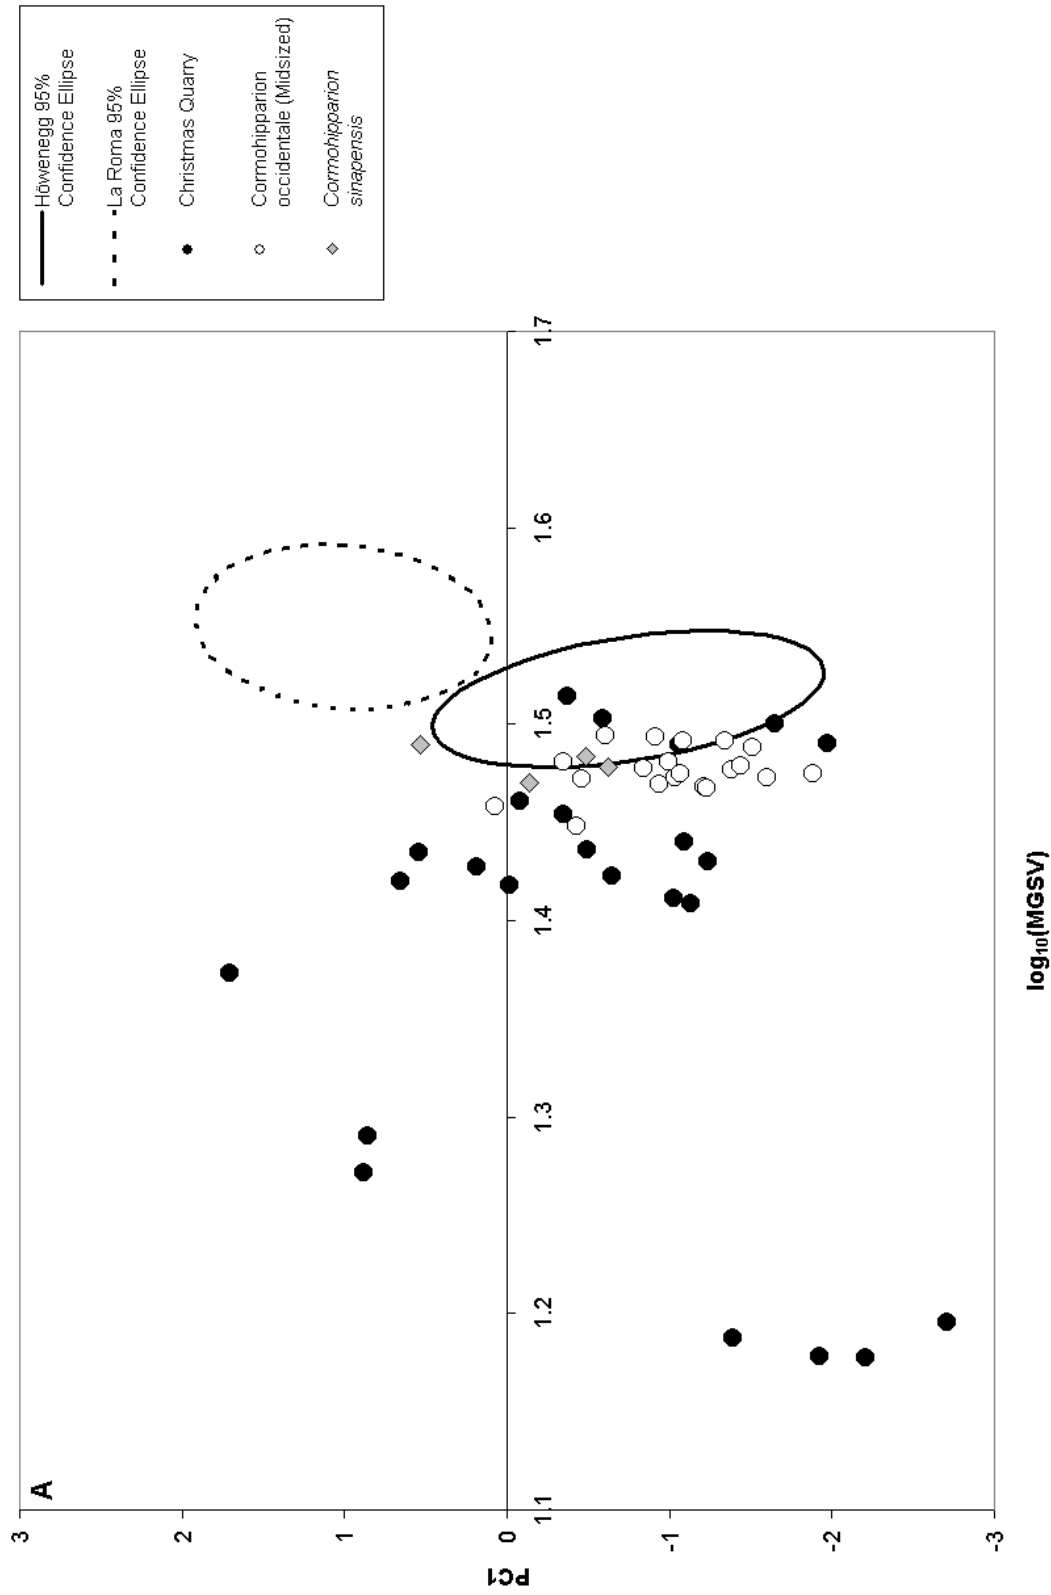 A
3
2
1
0
-1
-2
-3
PC1
1.1
1.2
1.3
1.4
1.5
1.6
1.7
log₁₀(MGSV)
Höwenegg 95%
Confidence Ellipse
La Roma 95%
Confidence Ellipse
Christmas Quarry
Cormohipparion
occidentale (Midsized)
Cormohipparion
sinapensis